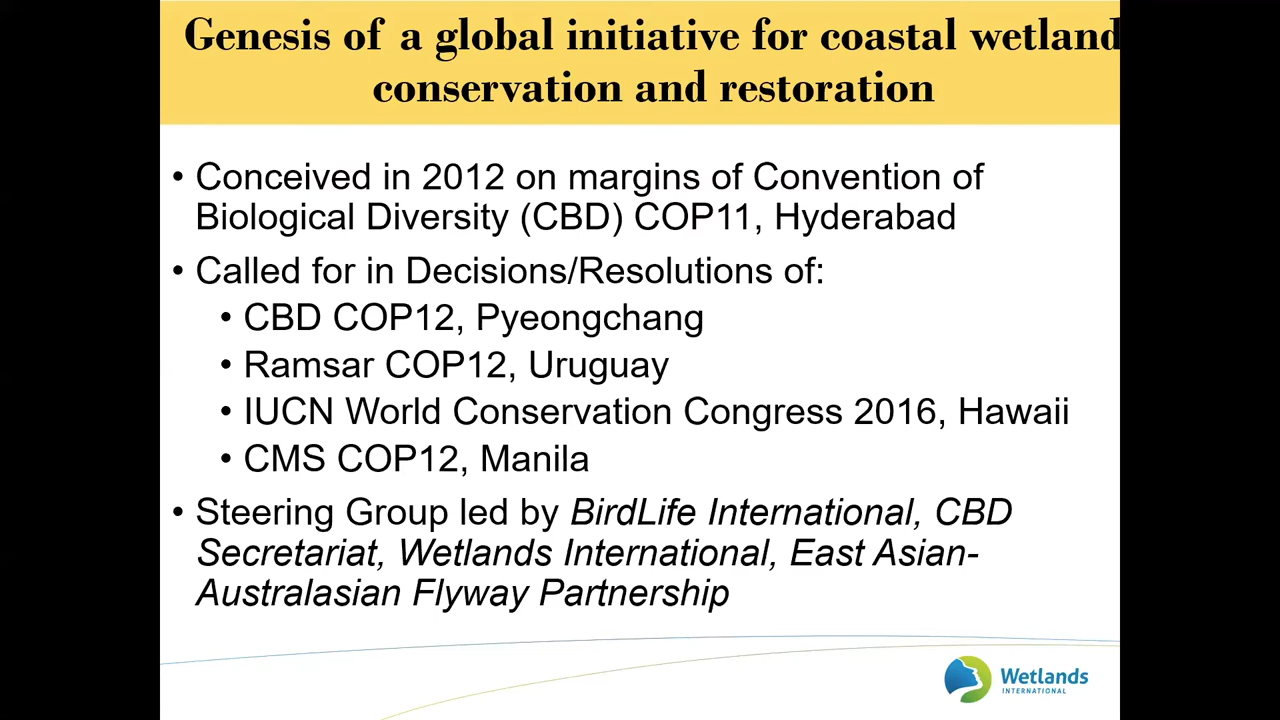 Genesis of a global initiative for coastal wetland
conservation and restoration
• Conceived in 2012 on margins of Convention of
Biological Diversity (CBD) COP11, Hyderabad
• Called for in Decisions/Resolutions of:
• CBD COP12, Pyeongchang
• Ramsar COP12, Uruguay
• IUCN World Conservation Congress 2016, Hawaii
• CMS COP12, Manila
• Steering Group led by BirdLife International, CBD
Secretariat, Wetlands International, East Asian-
Australasian Flyway Partnership
Wetlands
INTERNATIONAL